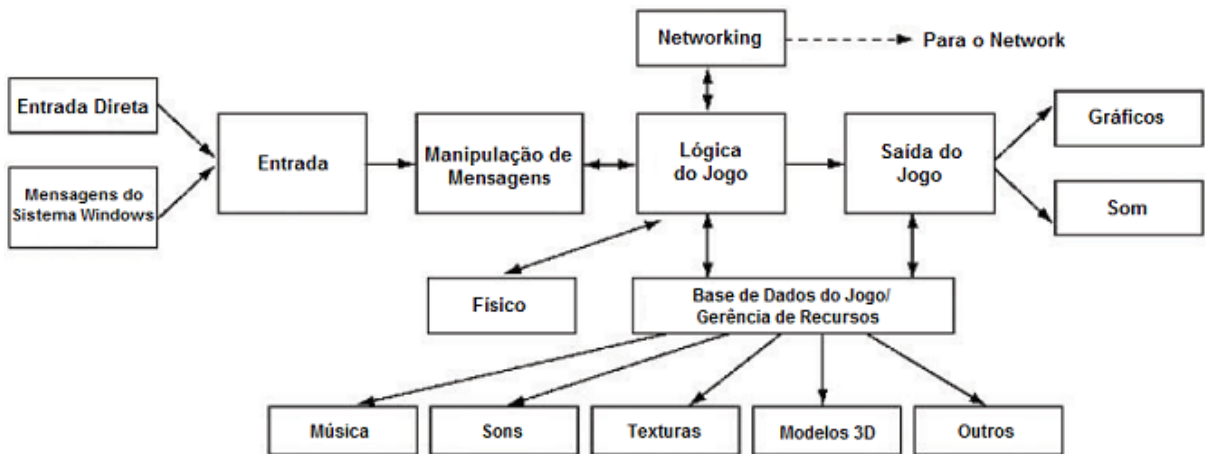 Networking
Para o Network
Entrada Direta
Gráficos
Entrada
Manipulação de
Mensagens
Lógica
do Jogo
Saída do
Jogo
Mensagens do
Sistema Windows
Som
Físico
Base de Dados do Jogo/
Gerência de Recursos
Música
Sons
Texturas
Modelos 3D
Outros